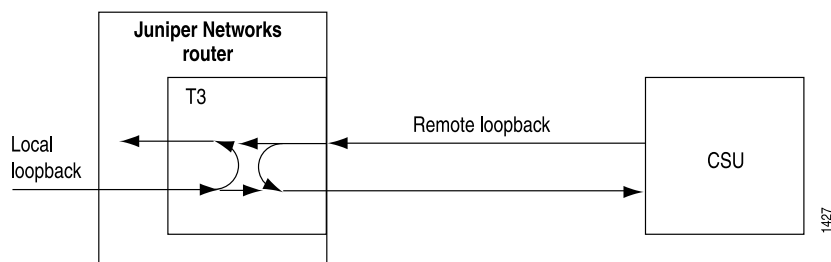 Juniper Networks
router
T3
Local
loopback
Remote loopback
CSU
1427